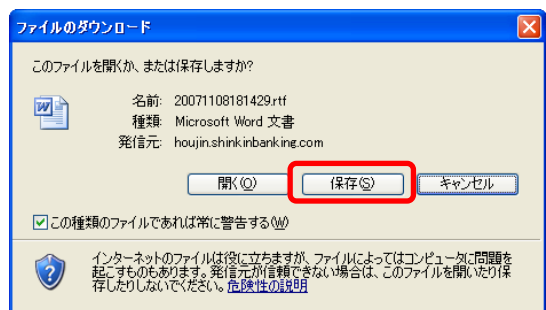 ファイルのダウンロード
このファイルを開くか、または保存しますか?
名前: 20071108181429.rtf
種類: Microsoft Word 文書
発信元: houjin.shinkinbanking.com
開く(O) 保存(S) キャンセル
この種類のファイルであれば常に警告する(W)
インターネットのファイルは役に立ちますが、ファイルによってはコンピュータに問題を
起こすものもあります。発信元が信頼できない場合は、このファイルを開いたり保
存したりしないでください。危険性の説明